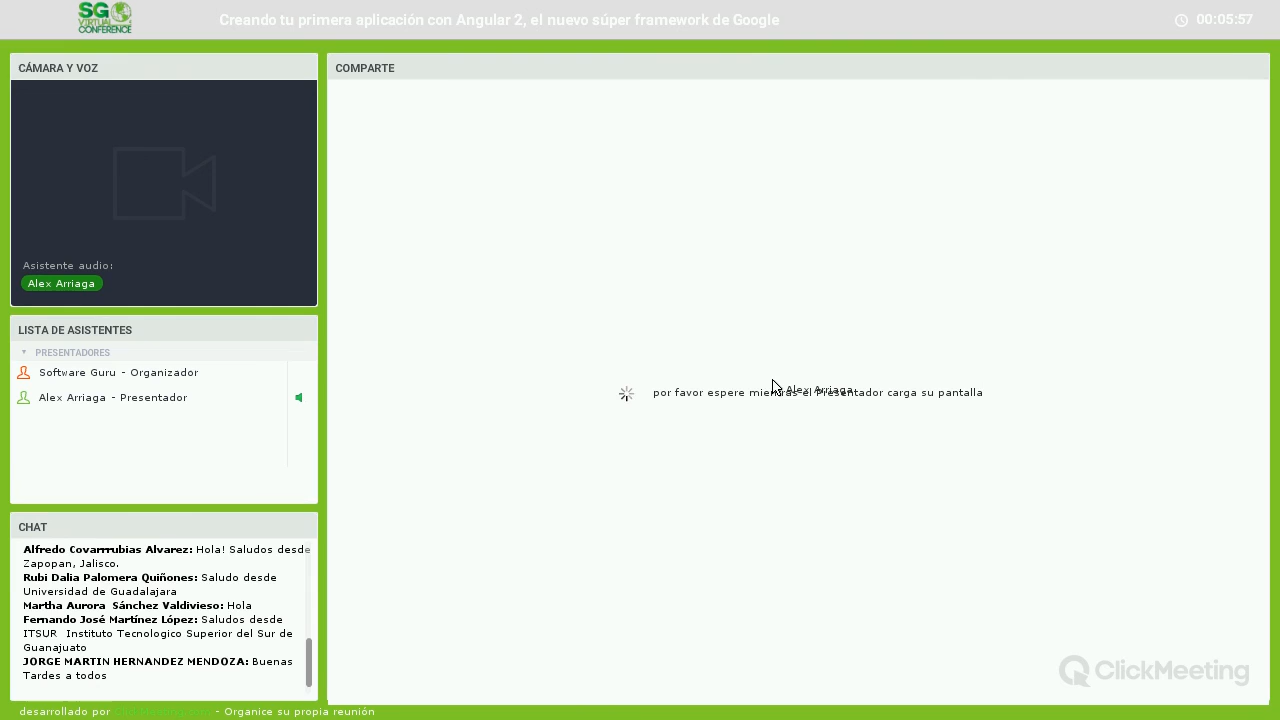 SG
VIRTUAL
CONFERENCE
Creando tu primera aplicación con Angular 2, el nuevo súper framework de Google
00:05:57
CÁMARA Y VOZ
Asistente audio:
Alex Arriaga
LISTA DE ASISTENTES
PRESENTADORES
Software Guru - Organizador
Alex Arriaga - Presentador
CHAT
Alfredo Covarrrubias Alvarez: Hola! Saludos desde
Zapopan, Jalisco.
Rubi Dalia Palomera Quiñones: Saludo desde
Universidad de Guadalajara
Martha Aurora Sánchez Valdivieso: Hola
Fernando José Martínez López: Saludos desde
ITSUR Instituto Tecnologico Superior del Sur de
Guanajuato
JORGE MARTIN HERNANDEZ MENDOZA: Buenas
Tardes a todos
COMPARTE
Alex Arriaga
por favor espere mientras el Presentador carga su pantalla
ClickMeeting
desarrollado por - Organice su propia reunión